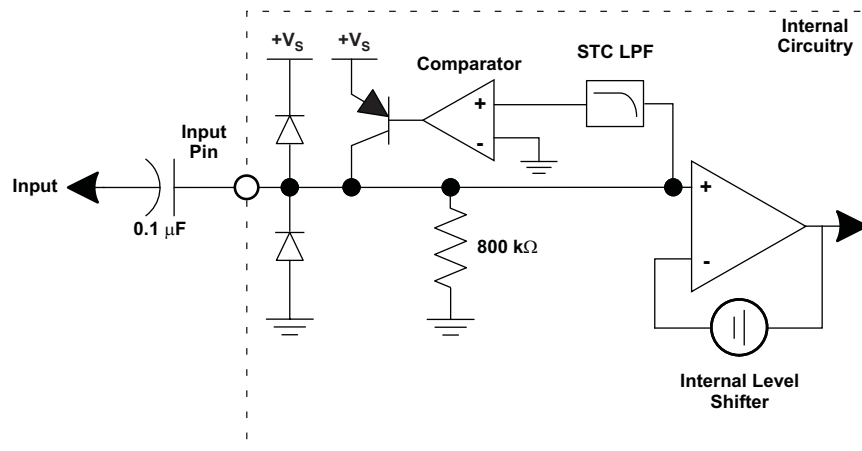 Internal
Circuitry
+VS
+VS
STC LPF
Comparator
+
-
Input
Pin
Input
0.1 μF
+
-
800 kΩ
Internal Level
Shifter